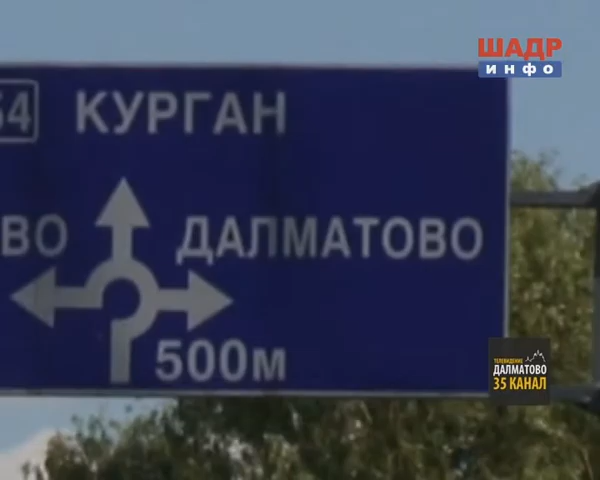 ШАДР
инфо
54 КУРГАН
ВО ДАЛМАТОВО
500м
ТЕЛЕВИДЕНИЕ
ДАЛМАТОВО
35 КАНАЛ